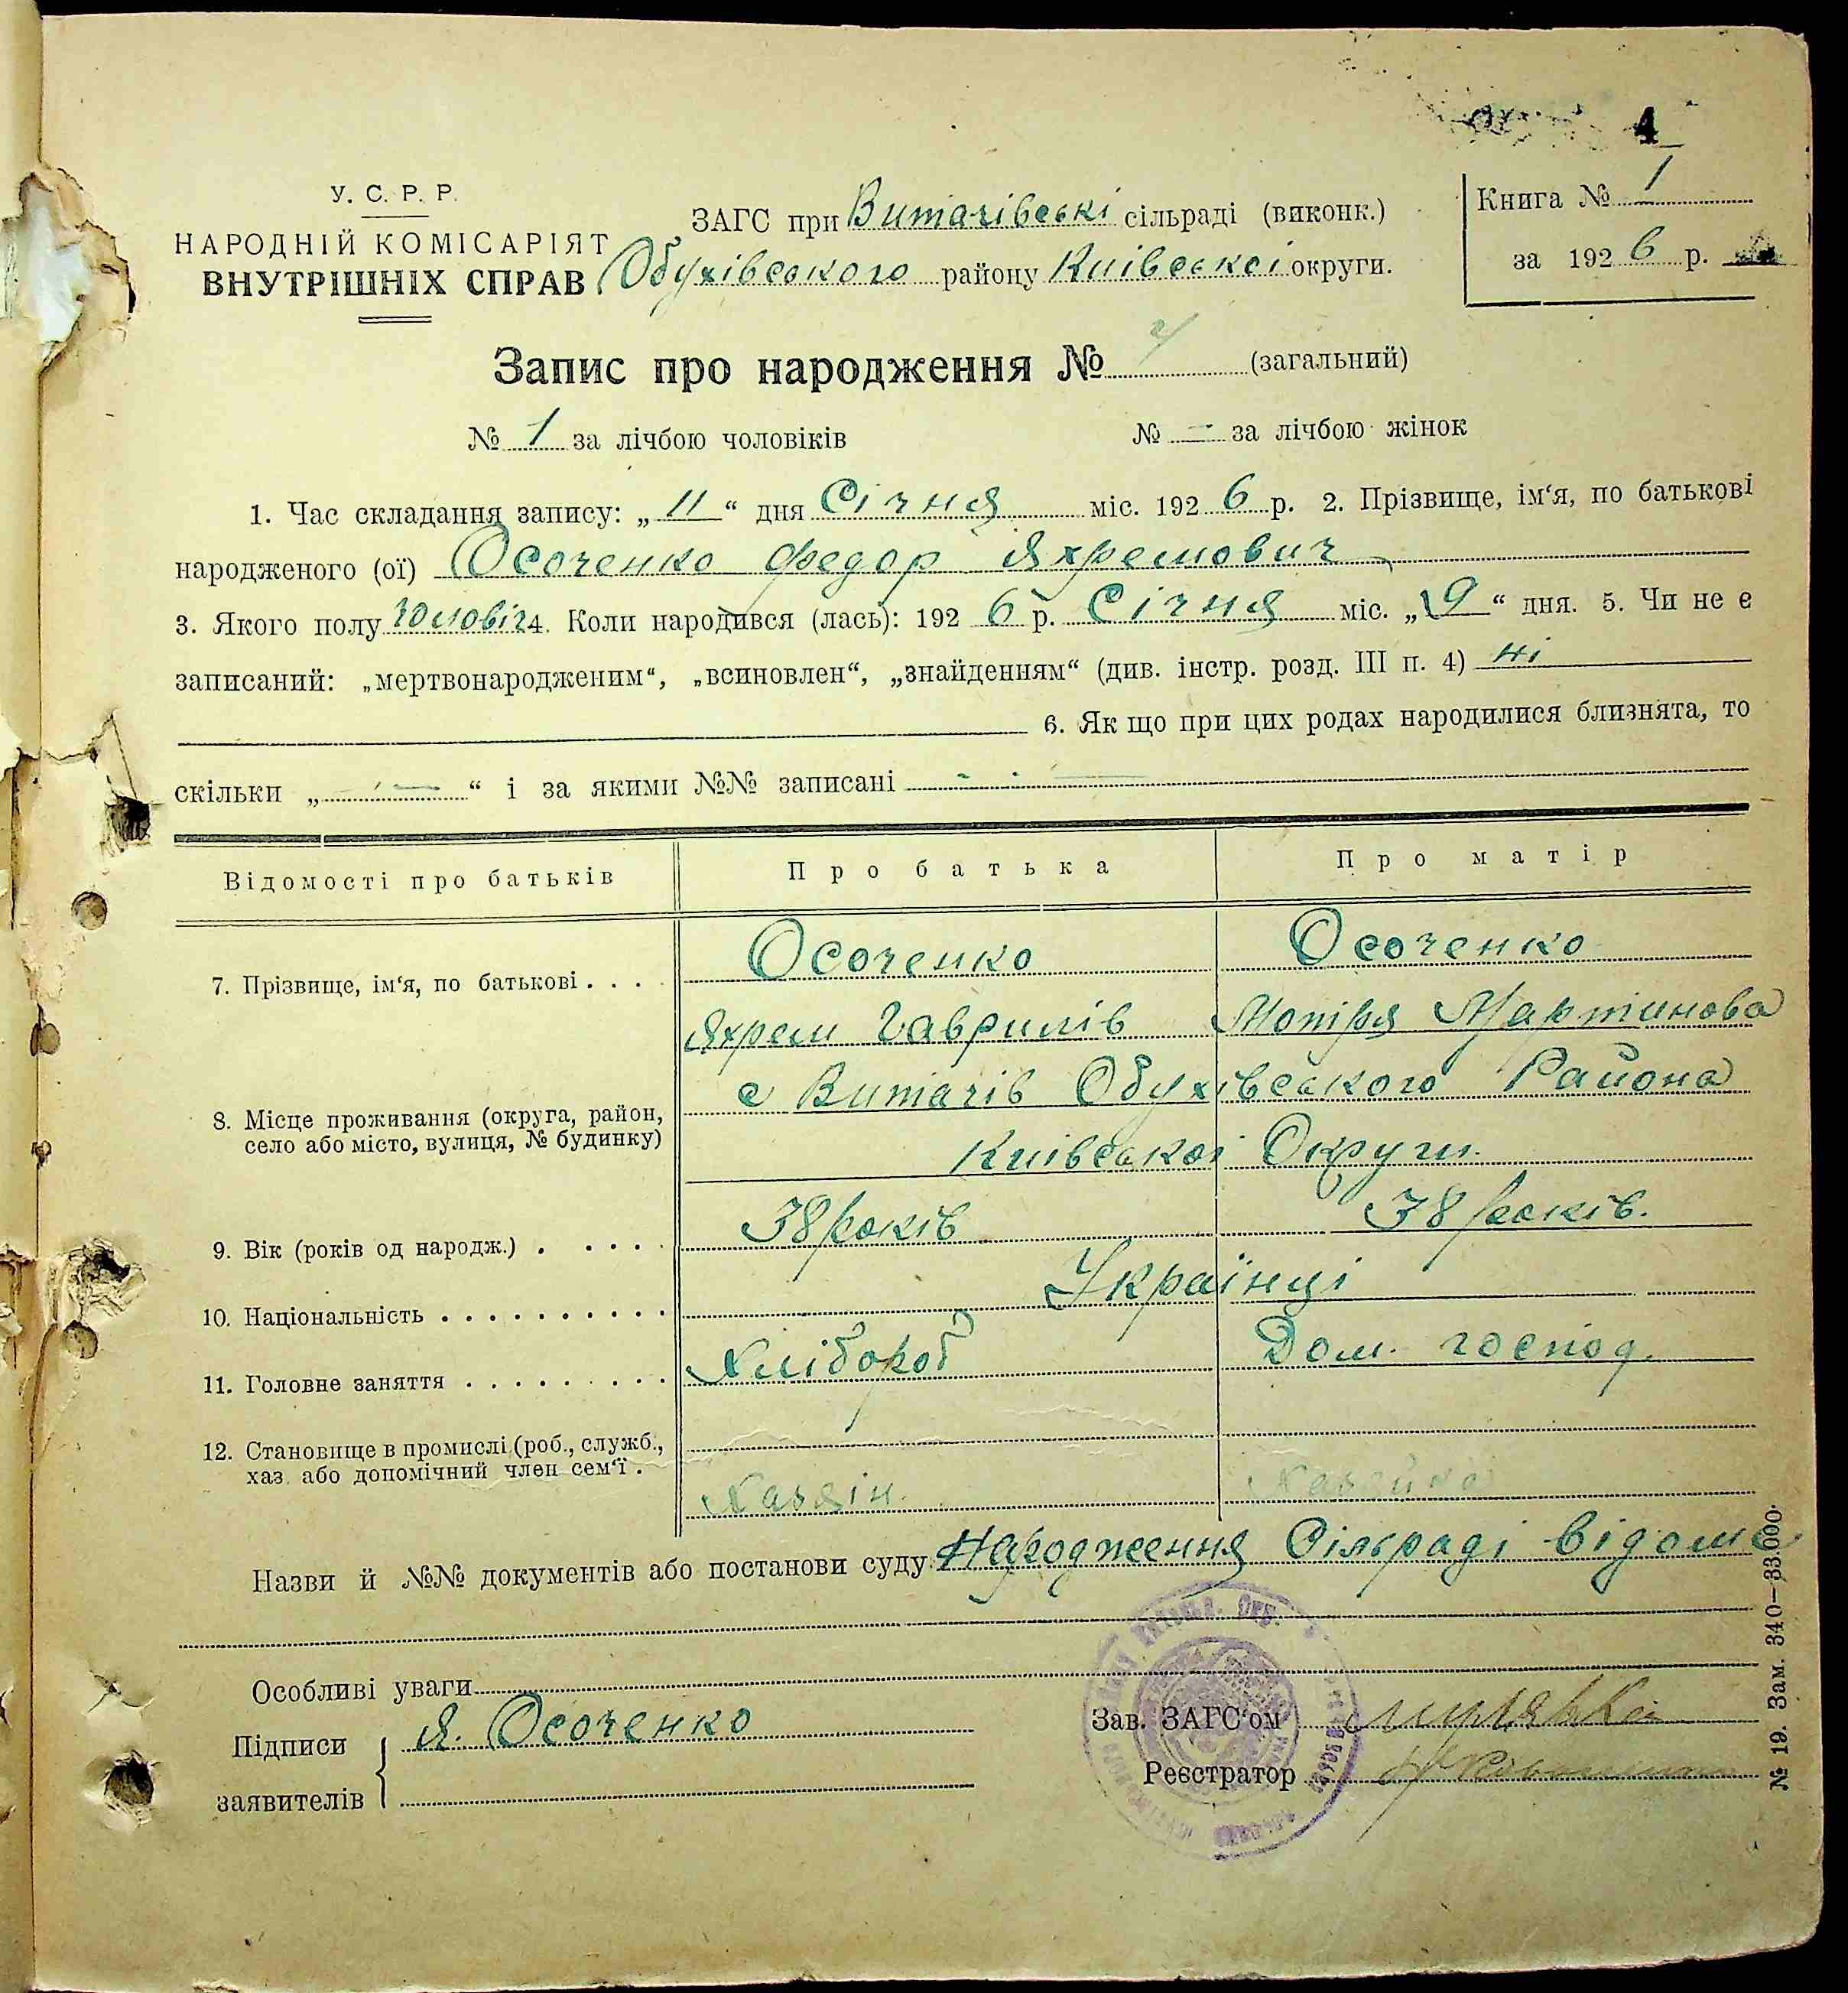 4
У. С. Р. Р.
НАРОДНІЙ КОМІСАРІЯТ
ВНУТРІШНІХ СПРАВ
ЗАГС при Витачівські сільраді (виконк.)
Обухівського району Київської округи.
Книга № 1
за 1926 р.
Запис про народження № (загальний)
№ 1 за лічбою чоловіків № - за лічбою жінок
1. Час складання запису: „11“ дня Січня міс. 1926 р. 2. Прізвище, ім‘я, по батькові
народженого (ої) Осоченко Федор Яхремович
3. Якого полу Чоловіч 4. Коли народився (лась): 1926 р. Січня міс. „9“ дня. 5. Чи не є
записаний: „мертвонародженим“, „всиновлен“, „знайденням“ (див. інстр. розд. III п. 4) ні
6. Як що при цих родах народилися близнята, то
скільки „ — “ і за якими №№ записані - - —
Відомості про батьків Про батька Про матір
7. Прізвище, ім‘я, по батькові . . . . Осоченко Осоченко
Яхрем Гаврилів Мотіря Мартинова
8. Місце проживання (округа, район, село або місто, вулиця, № будинку) с Витачів Обухівського Района
Київськоі Округи.
9. Вік (років од народж.) . . . . . 38 років 38 років.
10. Національність . . . . . . . . . . Українці
11. Головне заняття . . . . . . . . . Хлібороб Дом. господ.
12. Становище в промислі (роб., служб., хаз. або допомічний член сем‘ї . Хазяін. Хазяйка
Назви й №№ документів або постанови суду. Народження Сільраді відоме
Особливі уваги
Підписи заявителів { Я. Осоченко
Зав. ЗАГС‘ом
Реєстратор
№ 19. Зам. 340—33.000.